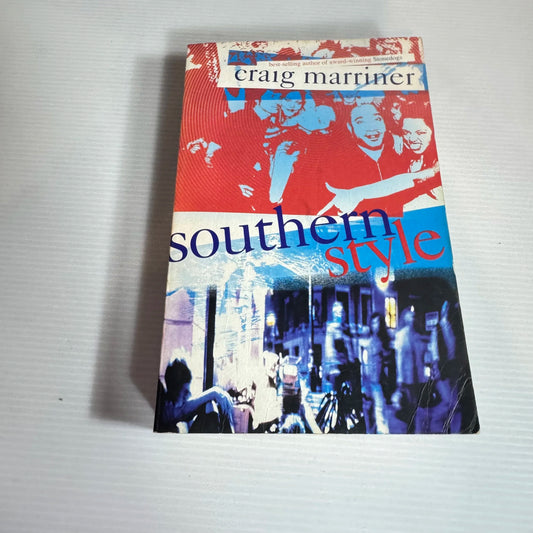 best-selling author of award-winning Stonedogs
craig marriner
southern
style